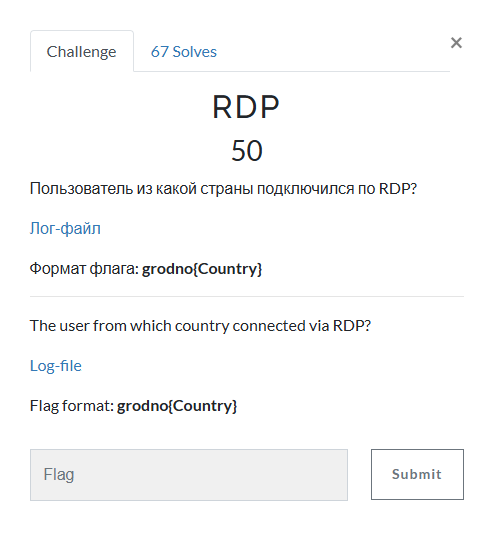 Challenge
67 Solves
×
RDP
50
Пользователь из какой страны подключился по RDP?
Лог-файл
Формат флага: grodno{Country}
The user from which country connected via RDP?
Log-file
Flag format: grodno{Country}
Flag
Submit